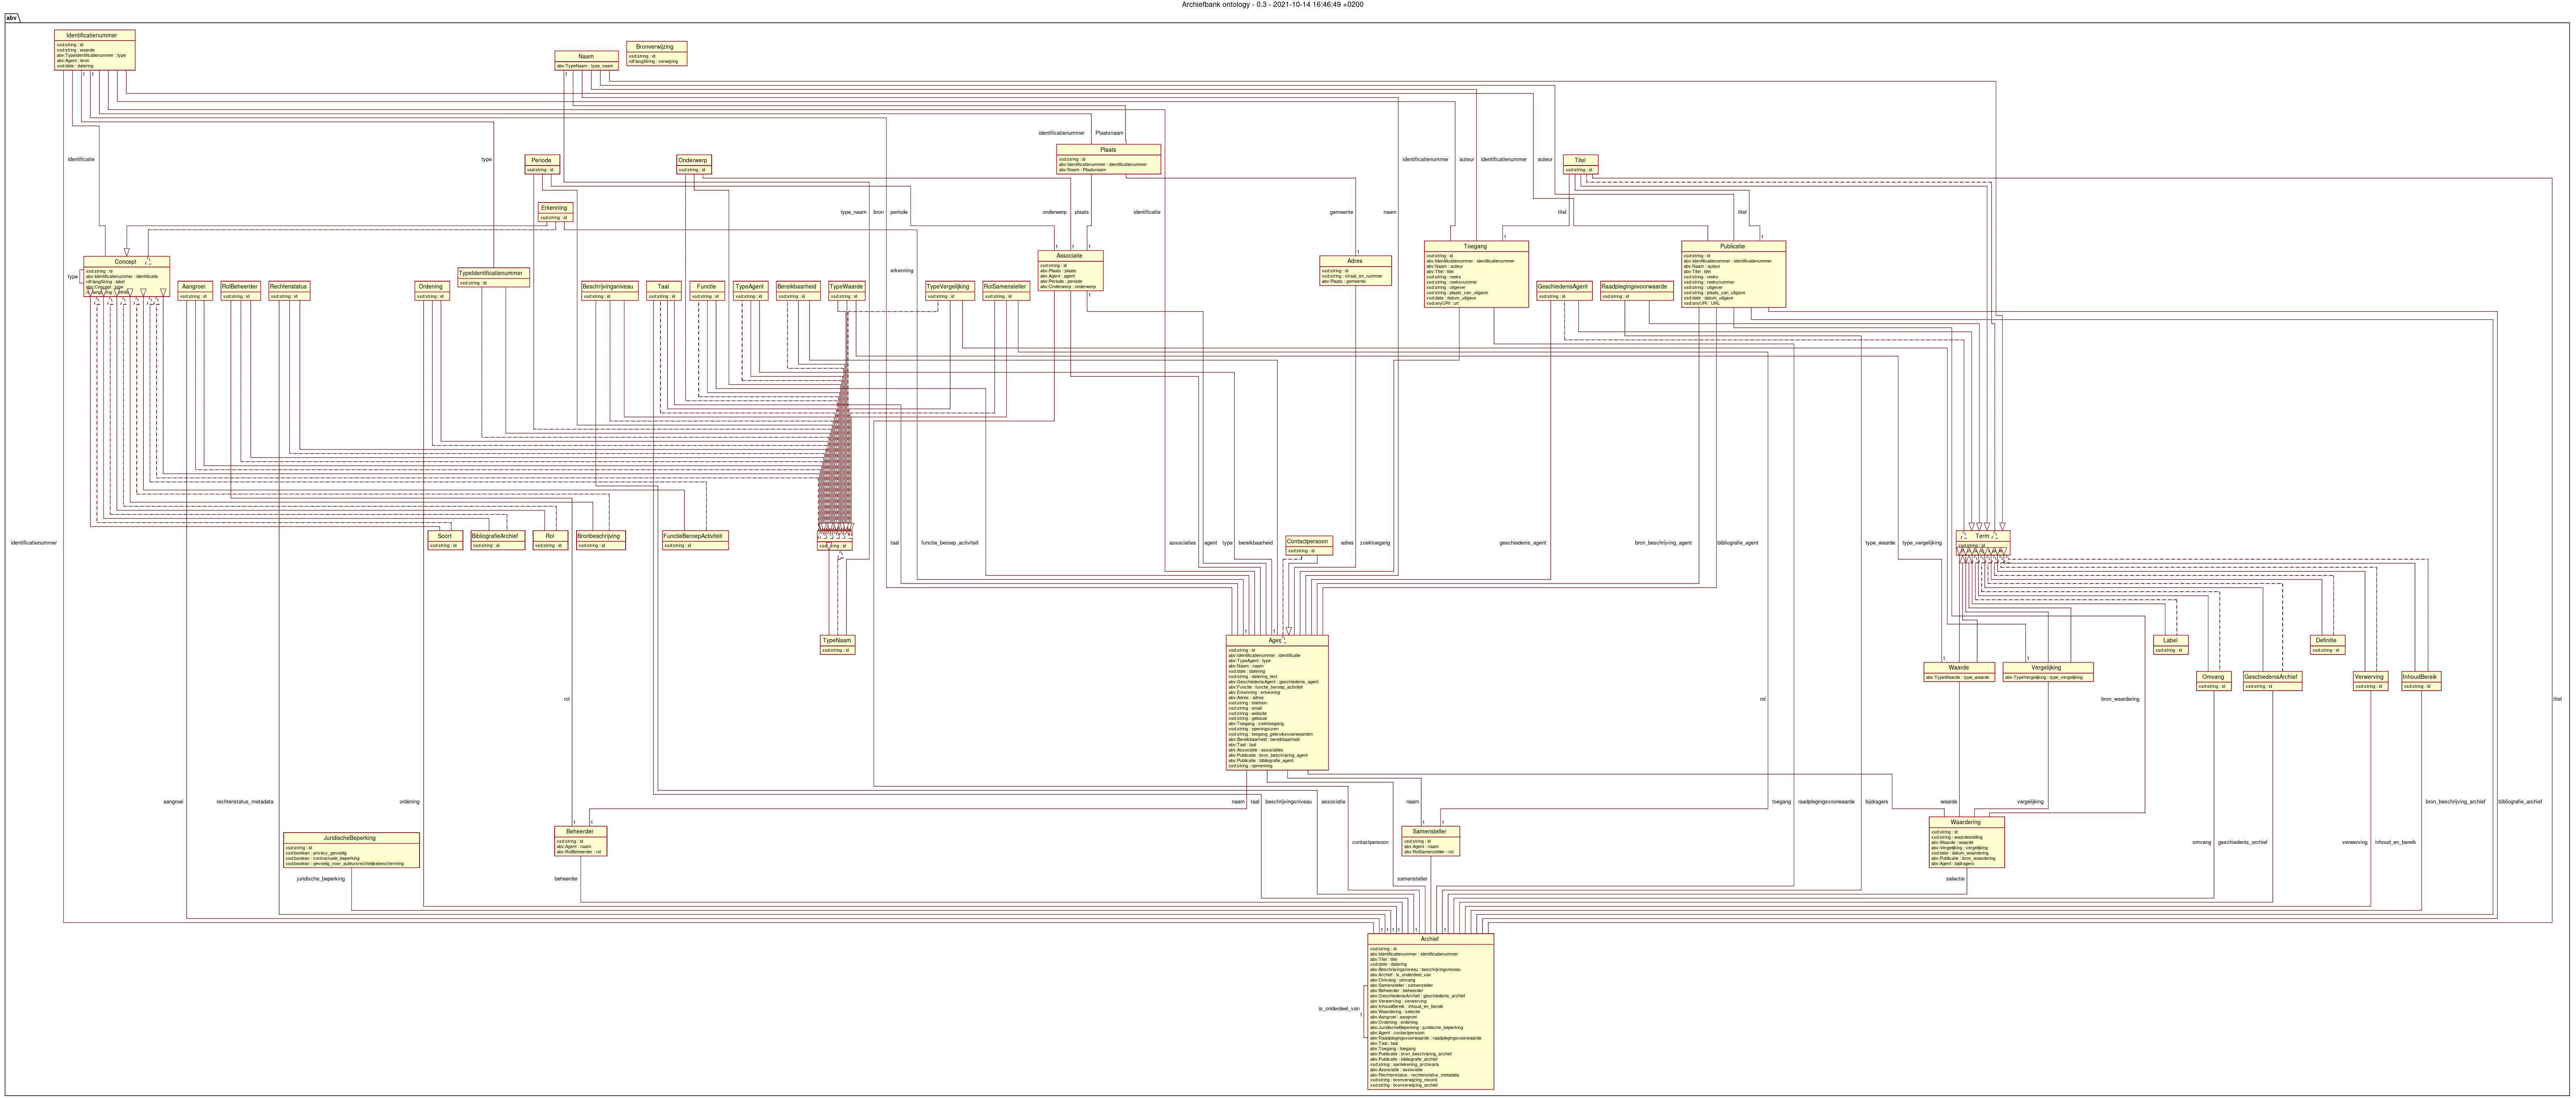 Archiefbank ontology - 0.3 - 2021-10-14 16:46:49 +0200
abv
Identificatienummer
xsd:string : id
xsd:string : waarde
abv:TypeIdentificatienummer : type
abv:Agent : bron
xsd:date : datering
Naam
abv:TypeNaam : type_naam
Bronverwijzing
xsd:string : id
rdf:langString : verwijzing
1
1
1
identificatienummer
Plaatsnaam
Plaats
xsd:string : id
abv:Identificatienummer : identificatienummer
abv:Naam : Plaatsnaam
identificatie
type
Periode
xsd:string : id
Onderwerp
xsd:string : id
identificatienummer
auteur
identificatienummer
auteur
Titel
xsd:string : id
Erkenning
xsd:string : id
type_naam
bron
periode
onderwerp
plaats
identificatie
gemeente
naam
titel
titel
1
1
1
1
1
1
Concept
xsd:string : id
abv:Identificatienummer : identificatie
rdf:langString : label
type
TypeIdentificatienummer
xsd:string : id
erkenning
Associatie
xsd:string : id
abv:Plaats : plaats
abv:Agent : agent
abv:Periode : periode
abv:Onderwerp : onderwerp
1
Adres
xsd:string : id
xsd:string : straat_en_nummer
abv:Plaats : gemeente
Toegang
xsd:string : id
abv:Identificatienummer : identificatienummer
abv:Naam : auteur
abv:Titel : titel
xsd:string : reeks
xsd:string : reeksnummer
xsd:string : uitgever
xsd:string : plaats_van_uitgave
xsd:date : datum_uitgave
xsd:anyURI : url
Publicatie
xsd:string : id
abv:Identificatienummer : identificatienummer
abv:Naam : auteur
abv:Titel : titel
xsd:string : reeks
xsd:string : reeksnummer
xsd:string : uitgever
xsd:string : plaats_van_uitgave
xsd:date : datum_uitgave
xsd:anyURI : URL
Aangroei
xsd:string : id
RolBeheerder
xsd:string : id
Rechtenstatus
xsd:string : id
Ordening
xsd:string : id
Beschrijvingsniveau
xsd:string : id
Taal
xsd:string : id
Functie
xsd:string : id
TypeAgent
xsd:string : id
Bereikbaarheid
xsd:string : id
TypeWaarde
xsd:string : id
TypeVergelijking
xsd:string : id
RolSamensteller
xsd:string : id
GeschiedenisAgent
xsd:string : id
Raadplegingsvoorwaarde
xsd:string : id
identificatienummer
Soort
xsd:string : id
BibliografieArchief
xsd:string : id
Rol
xsd:string : id
Bronbeschrijving
xsd:string : id
FunctieBeroepActiviteit
xsd:string : id
taal
functie_beroep_activiteit
associaties
agent
type
bereikbaarheid
Contactpersoon
xsd:string : id
adres
zoektoegang
geschiedenis_agent
bron_beschrijving_agent
bibliografie_agent
type_waarde
type_vergelijking
Term
xsd:string : id
TypeNaam
xsd:string : id
1
1
xsd:string : id
abv:Identificatienummer : identificatie
abv:TypeAgent : type
abv:Naam : naam
xsd:date : datering
xsd:string : datering_text
abv:GeschiedenisAgent : geschiedenis_agent
abv:Functie : functie_beroep_activiteit
abv:Erkenning : erkenning
abv:Adres : adres
xsd:string : telefoon
xsd:string : email
xsd:string : website
xsd:string : gebouw
abv:Toegang : zoektoegang
xsd:string : openingsuren
xsd:string : toegang_gebruiksvoorwaarden
abv:Bereikbaarheid : bereikbaarheid
abv:Taal : taal
abv:Associatie : associaties
abv:Publicatie : bron_beschrijving_agent
abv:Publicatie : bibliografie_agent
xsd:string : opmerking
1
1
Waarde
abv:TypeWaarde : type_waarde
Vergelijking
abv:TypeVergelijking : type_vergelijking
Label
xsd:string : id
Definitie
xsd:string : id
Omvang
xsd:string : id
GeschiedenisArchief
xsd:string : id
Verwerving
xsd:string : id
InhoudBereik
xsd:string : id
rol
rol
bron_waardering
titel
aangroei
rechtenstatus_metadata
ordening
naam
taal
beschrijvingsniveau
associatie
naam
toegang
raadplegingsvoorwaarde
bijdragers
waarde
vergelijking
bron_beschrijving_archief
bibliografie_archief
1
1
1
1
JuridischeBeperking
xsd:string : id
xsd:boolean : privacy_gevoelig
xsd:boolean : contractuele_beperking
xsd:boolean : gevoelig_voor_auteursrechtelijkebescherming
Beheerder
xsd:string : id
abv:Agent : naam
abv:RolBeheerder : rol
contactpersoon
Samensteller
xsd:string : id
abv:Agent : naam
abv:RolSamensteller : rol
Waardering
xsd:string : id
xsd:string : waardestelling
abv:Waarde : waarde
abv:Vergelijking : vergelijking
xsd:date : datum_waardering
abv:Publicatie : bron_waardering
abv:Agent : bijdragers
omvang
geschiedenis_archief
verwerving
inhoud_en_bereik
juridische_beperking
beheerder
samensteller
selectie
1
1
1
1
1
1
Archief
xsd:string : id
abv:Identificatienummer : identificatienummer
abv:Titel : titel
xsd:date : datering
abv:Beschrijvingsniveau : beschrijvingsniveau
abv:Archief : is_onderdeel_van
abv:Omvang : omvang
abv:Samensteller : samensteller
abv:Beheerder : beheerder
abv:GeschiedenisArchief : geschiedenis_archief
abv:Verwerving : verwerving
abv:InhoudBereik : inhoud_en_bereik
abv:Waardering : selectie
abv:Aangroei : aangroei
abv:Ordening : ordening
abv:JuridischeBeperking : juridische_beperking
abv:Agent : contactpersoon
abv:Raadplegingsvoorwaarde : raadplegingsvoorwaarde
abv:Taal : taal
abv:Toegang : toegang
abv:Publicatie : bron_beschrijving_archief
abv:Publicatie : bibliografie_archief
xsd:string : aantekening_archivaris
abv:Associatie : associatie
abv:Rechtenstatus : rechtenstatus_metadata
xsd:string : bronverwijzing_record
xsd:string : bronverwijzing_archief
is_onderdeel_van
1